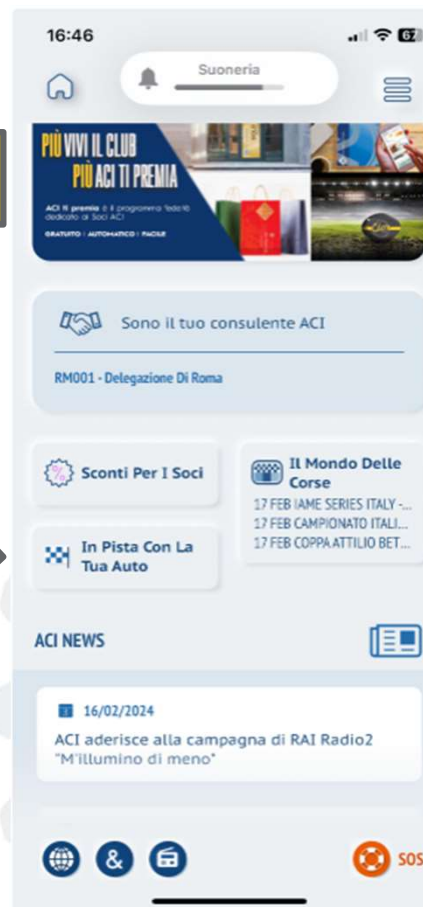 16:46
67
Suoneria
PIÙ VIVI IL CLUB
PIÙ ACI TI PREMIA
ACI ti premia è il programma fedeltà
dedicato ai Soci ACI
GRATUITO | AUTOMATICO | FACILE
Sono il tuo consulente ACI
RM001 - Delegazione Di Roma
Sconti Per I Soci
Il Mondo Delle
Corse
17 FEB IAME SERIES ITALY -...
17 FEB CAMPIONATO ITALI...
17 FEB COPPA ATTILIO BET...
In Pista Con La
Tua Auto
ACI NEWS
16/02/2024
ACI aderisce alla campagna di RAI Radio2
"M'illumino di meno"
&
SOS